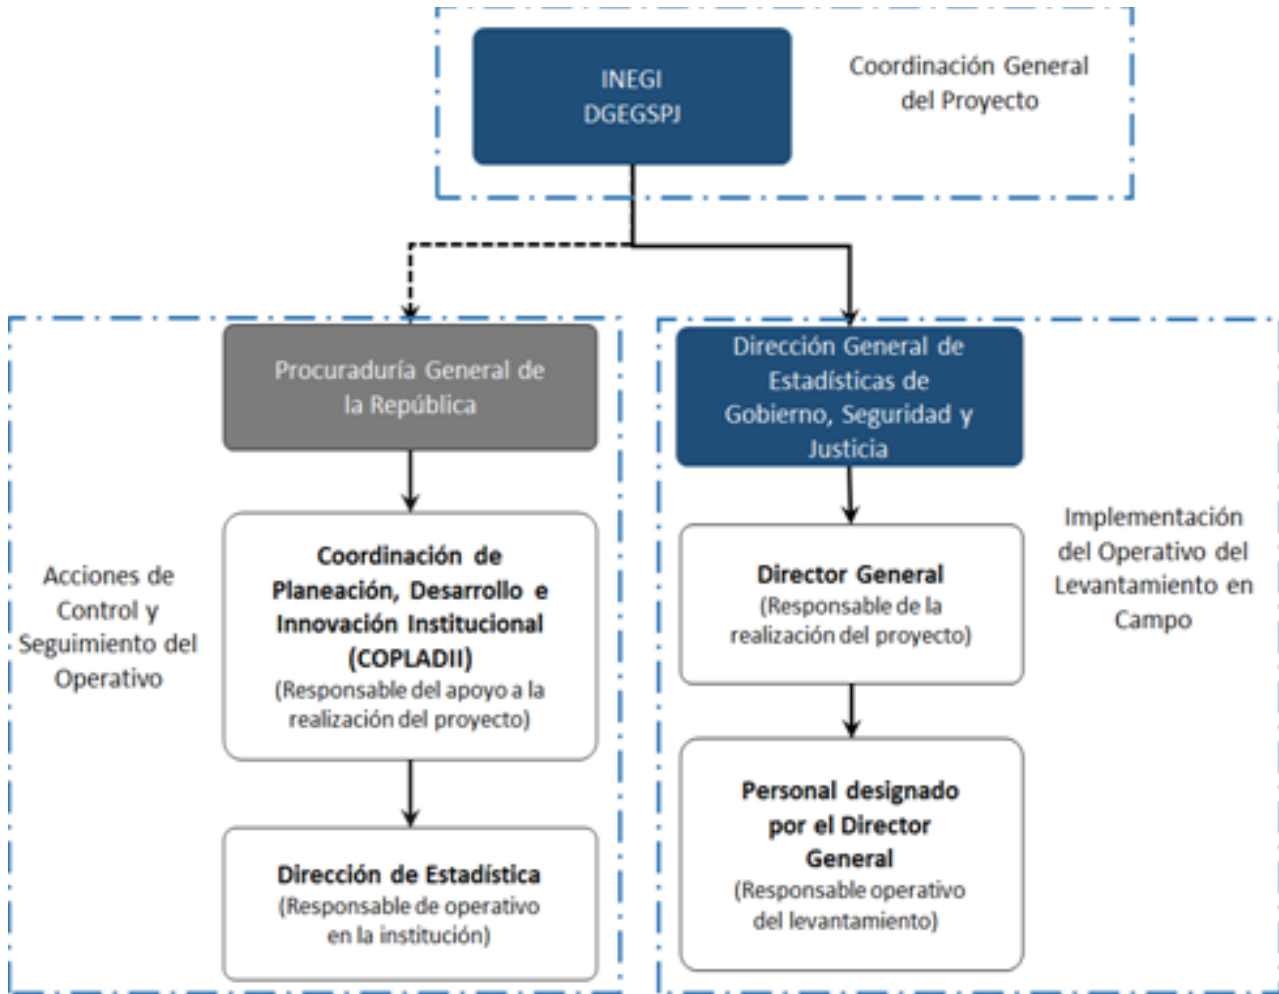 INEGI
DGEGSPJ
Coordinación General
del Proyecto
Procuraduría General de
la República
Coordinación de
Planeación, Desarrollo e
Innovación Institucional
(COPLADII)
(Responsable del apoyo a la
realización del proyecto)
Dirección de Estadística
(Responsable de operativo
en la institución)
Acciones de
Control y
Seguimiento del
Operativo
Dirección General de
Estadísticas de
Gobierno, Seguridad y
Justicia
Director General
(Responsable de la
realización del proyecto)
Personal designado
por el Director
General
(Responsable operativo
del levantamiento)
Implementación
del Operativo del
Levantamiento en
Campo